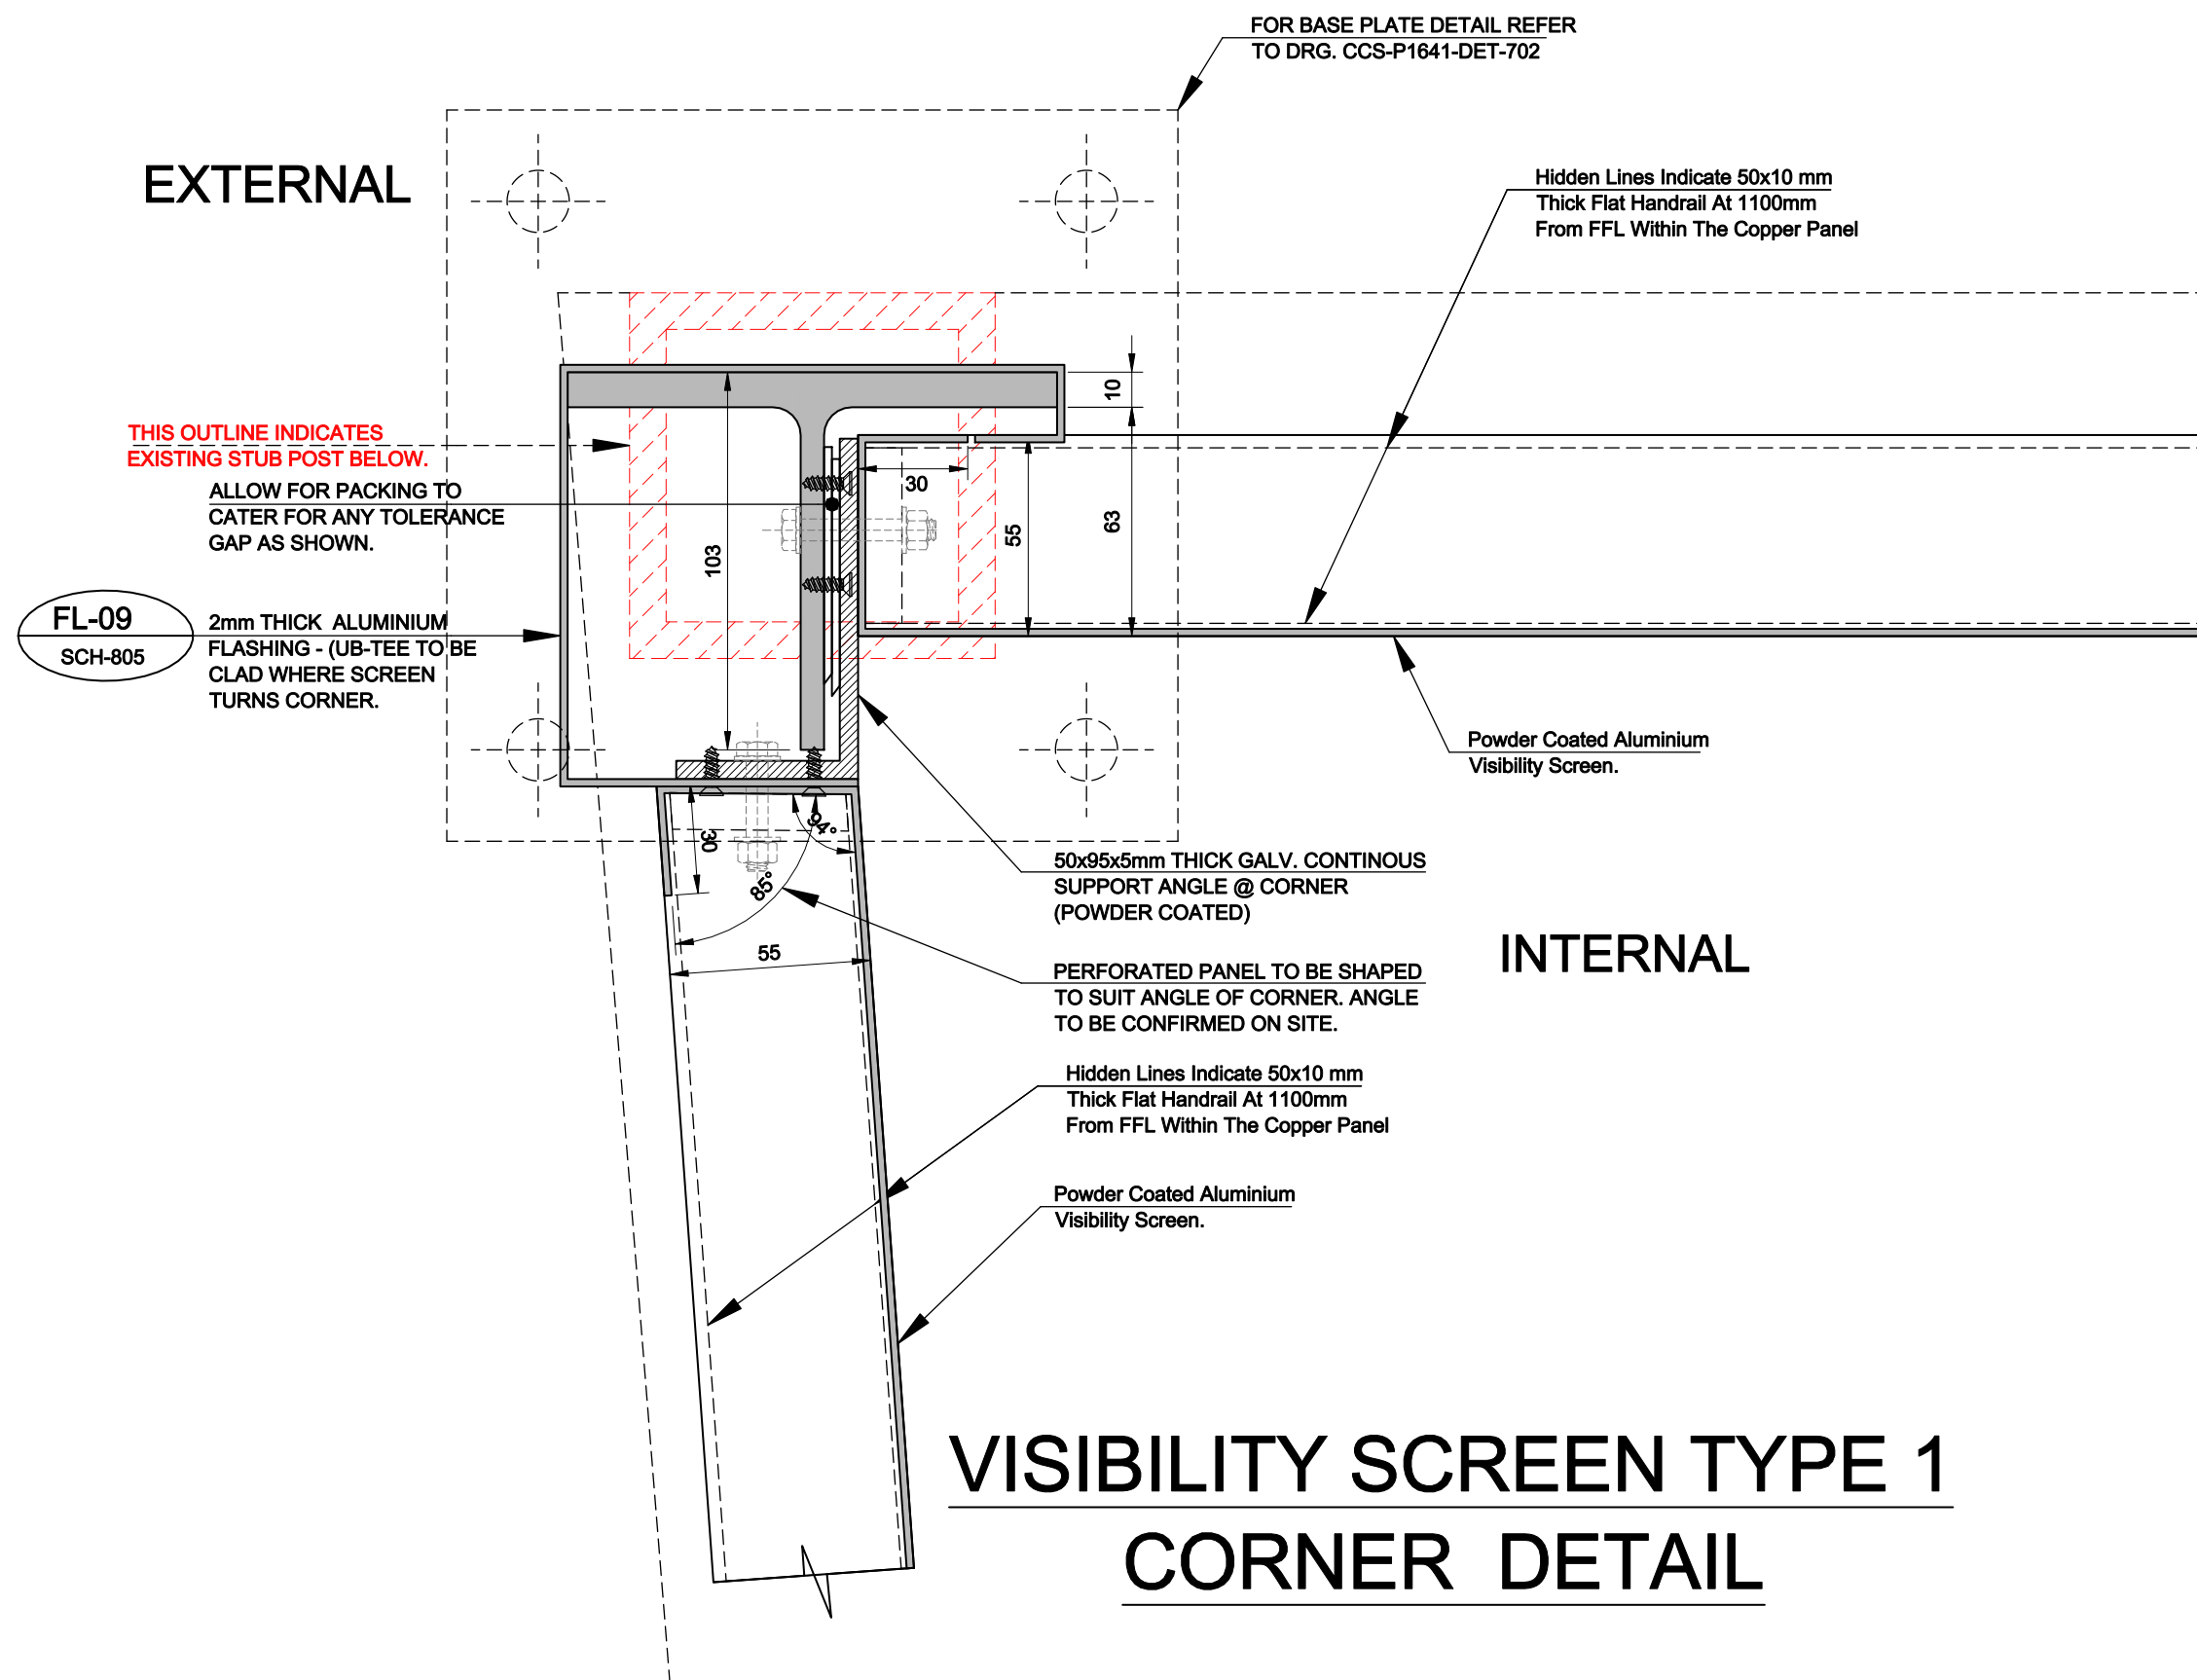 FOR BASE PLATE DETAIL REFER
TO DRG. CCS-P1641-DET-702
EXTERNAL
Hidden Lines Indicate 50x10 mm
Thick Flat Handrail At 1100mm
From FFL Within The Copper Panel
10
THIS OUTLINE INDICATES
EXISTING STUB POST BELOW.
ALLOW FOR PACKING TO
CATER FOR ANY TOLERANCE
GAP AS SHOWN.
30
63
55
103
FL-09
SCH-805
2mm THICK ALUMINIUM
FLASHING - (UB-TEE TO BE
CLAD WHERE SCREEN
TURNS CORNER.
Powder Coated Aluminium
Visibility Screen.
94°
30
85°
55
50x95x5mm THICK GALV. CONTINOUS
SUPPORT ANGLE @ CORNER
(POWDER COATED)
INTERNAL
PERFORATED PANEL TO BE SHAPED
TO SUIT ANGLE OF CORNER. ANGLE
TO BE CONFIRMED ON SITE.
Hidden Lines Indicate 50x10 mm
Thick Flat Handrail At 1100mm
From FFL Within The Copper Panel
Powder Coated Aluminium
Visibility Screen.
VISIBILITY SCREEN TYPE 1
CORNER DETAIL